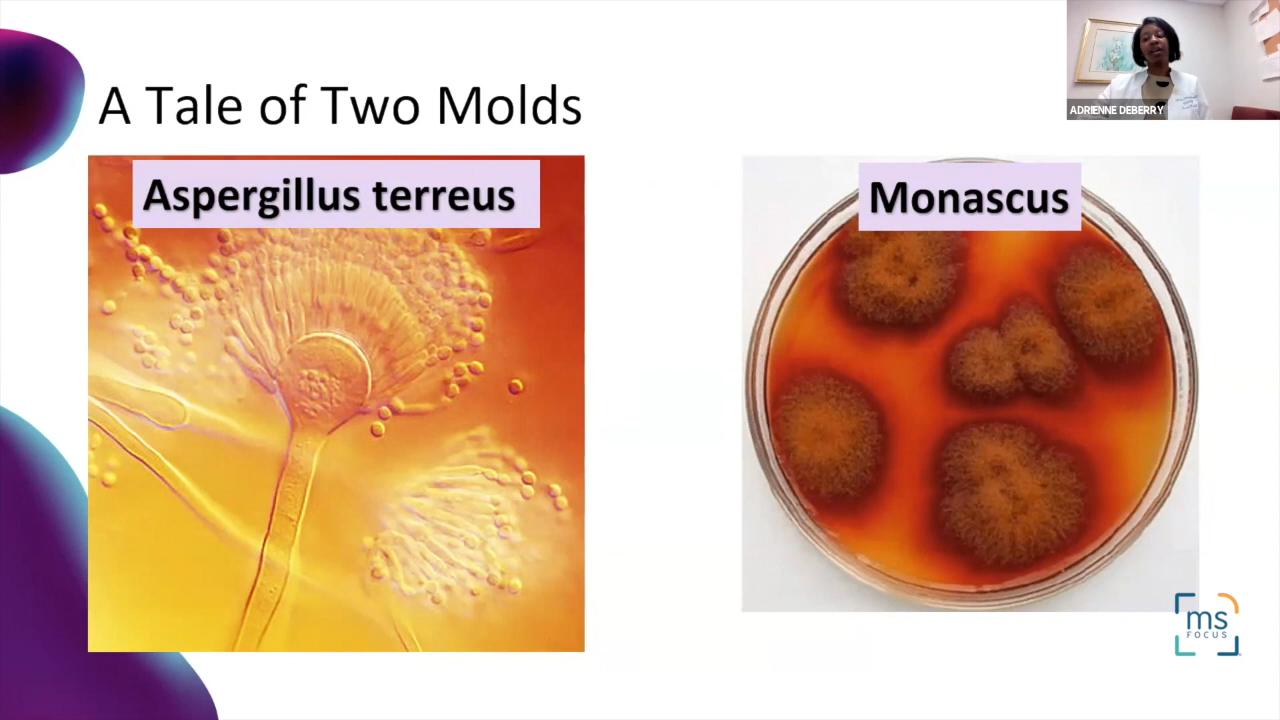 A Tale of Two Molds
ADRIENNE DEBERRY
Aspergillus terreus
Monascus
ms
FOCUS